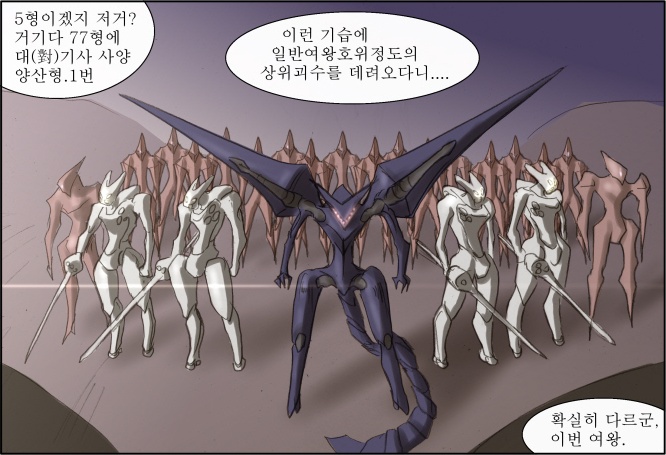 5형이겠지 저거?
거기다 77형에
대(對)기사 사양
양산형.1번
이런 기습에
일반여왕호위정도의
상위괴수를 데려오다니....
확실히 다르군,
이번 여왕.